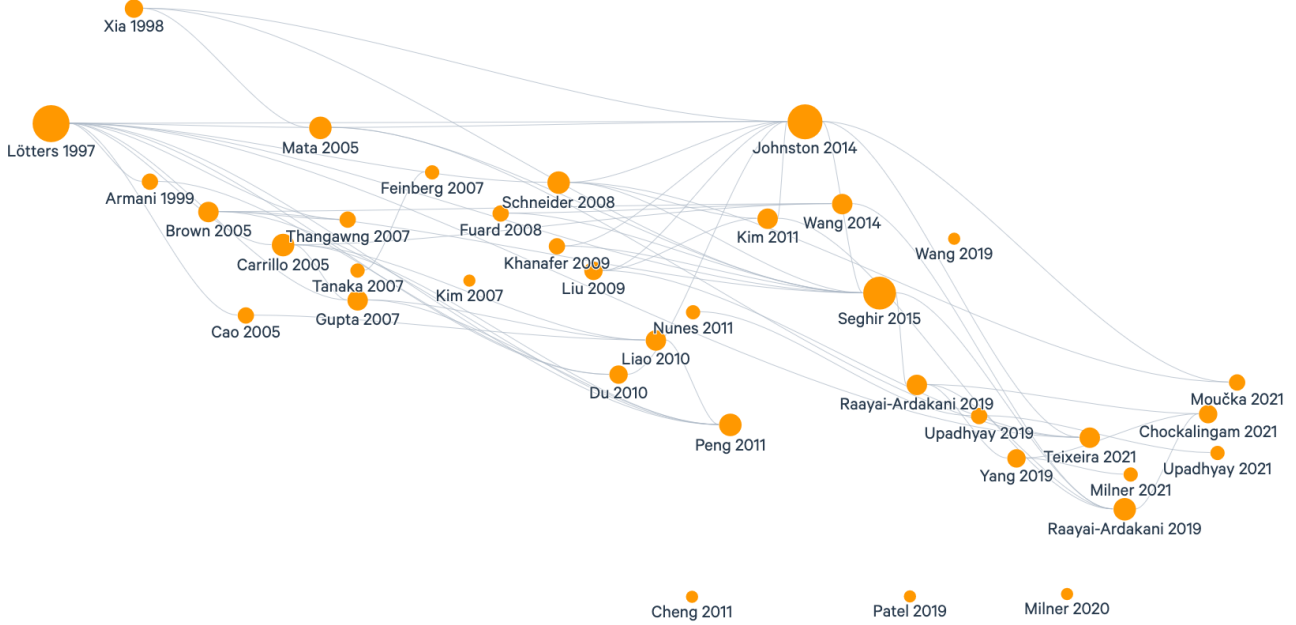 Xia 1998
Lötters 1997
Mata 2005
Johnston 2014
Armani 1999
Feinberg 2007
Schneider 2008
Brown 2005
Thangawng 2007
Fuard 2008
Kim 2011
Wang 2014
Carrillo 2005
Khanafer 2009
Wang 2019
Tanaka 2007
Kim 2007
Liu 2009
Cao 2005
Gupta 2007
Nunes 2011
Seghir 2015
Liao 2010
Du 2010
Raayai-Ardakani 2019
Moučka 2021
Peng 2011
Upadhyay 2019
Chockalingam 2021
Teixeira 2021
Yang 2019
Upadhyay 2021
Milner 2021
Raayai-Ardakani 2019
Cheng 2011
Patel 2019
Milner 2020